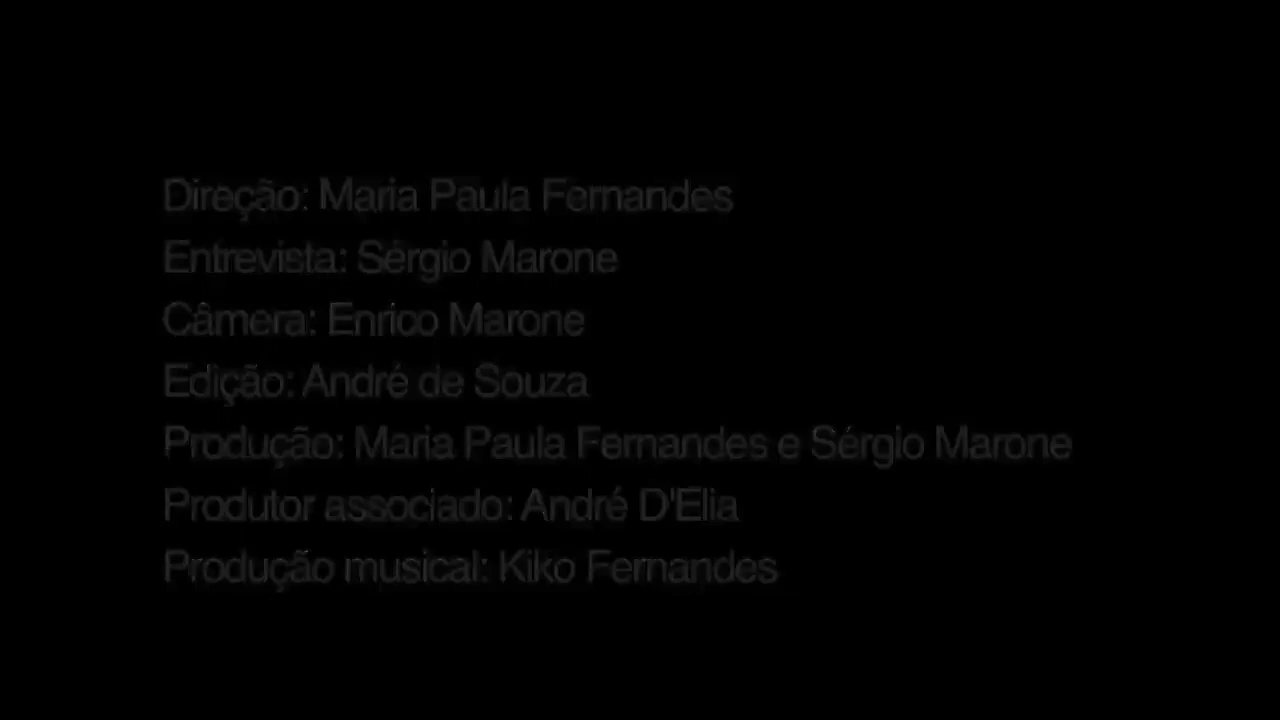 Direção: Maria Paula Fernandes
Entrevista: Sérgio Marone
Câmera: Enrico Marone
Edição: André de Souza
Produção: Maria Paula Fernandes e Sérgio Marone
Produtor associado: André D'Elia
Produção musical: Kiko Fernandes